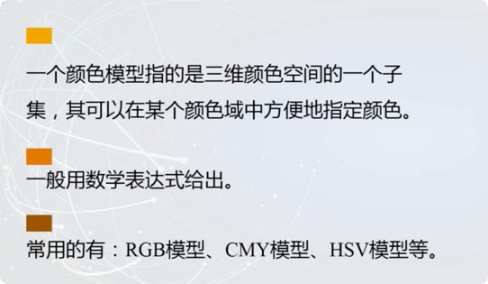 一个颜色模型指的是三维颜色空间的一个子
集，其可以在某个颜色域中方便地指定颜色。
一般用数学表达式给出。
常用的有：RGB模型、CMY模型、HSV模型等。